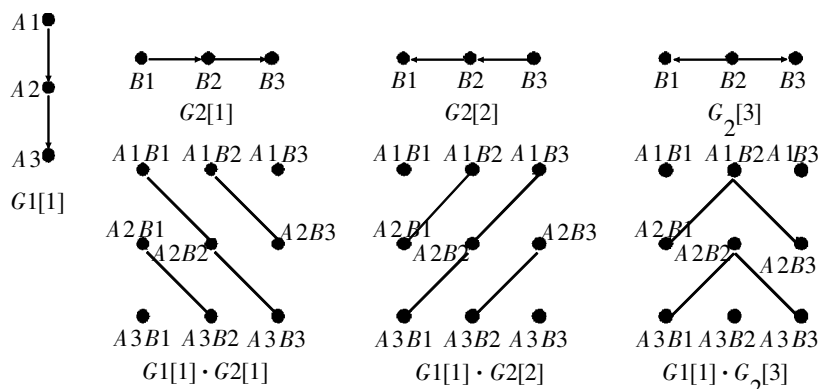 A1
A2
A3
G1[1]
B1 B2 B3
G2[1]
B1 B2 B3
G2[2]
B1 B2 B3
G2[3]
A1B1 A1B2 A1B3
A2B1
A2B2
A2B3
A3B1 A3B2 A3B3
G1[1] · G2[1]
A1B1 A1B2 A1B3
A2B1
A2B2
A2B3
A3B1 A3B2 A3B3
G1[1] · G2[2]
A1B1 A1B2 A1B3
A2B1
A2B2
A2B3
A3B1 A3B2 A3B3
G1[1] · G2[3]